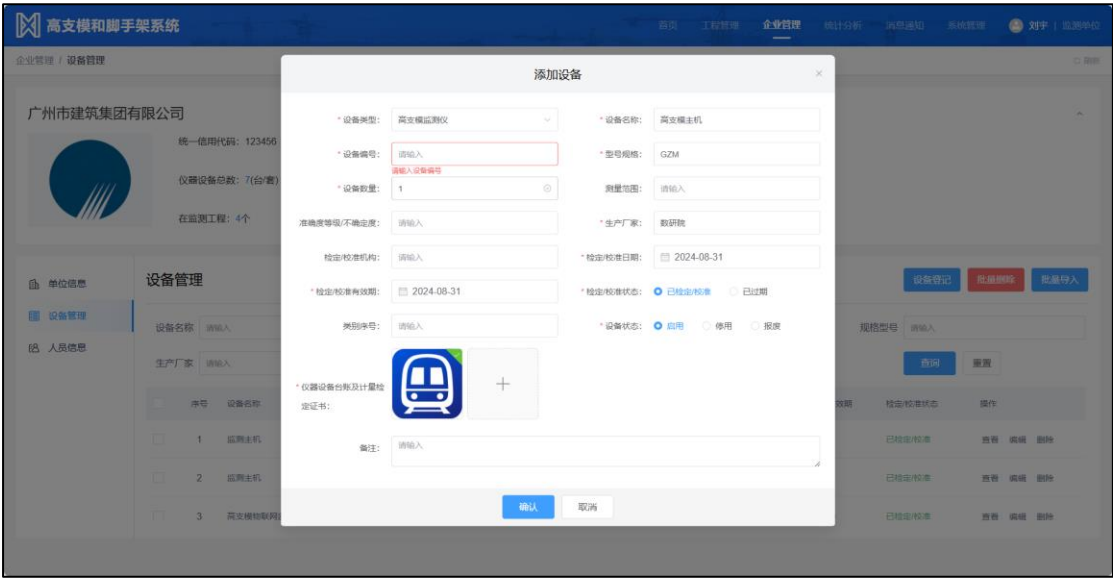 高支模和脚手架系统
首页 工程管理 企业管理 统计分析 消息通知 系统管理 刘宇 | 监测单位
企业管理 / 设备管理
刷新
添加设备
广州市建筑集团有限公司
统一信用代码: 123456
仪器设备总数: 7(台/套)
在监测工程: 4个
* 设备类型: 高支模监测仪
* 设备名称: 高支模主机
* 设备编号: 请输入
请输入设备编号
* 型号规格: GZM
* 设备数量: 1
测量范围: 请输入
准确度等级/不确定度: 请输入
* 生产厂家: 数研院
检定/校准机构: 请输入
* 检定/校准日期: 2024-08-31
* 检定/校准有效期: 2024-08-31
* 检定/校准状态: 已检定/校准 已过期
类别序号: 请输入
* 设备状态: 启用 停用 报废
* 仪器设备台账及计量检
定证书:
备注: 请输入
确认 取消
单位信息
设备管理
人员信息
设备管理
设备登记 批量删除 批量导入
设备名称 请输入
规格型号 请输入
生产厂家 请输入
查询 重置
序号 设备名称 效期 检定/校准状态 操作
1 监测主机 已检定/校准 查看 编辑 删除
2 监测主机 已检定/校准 查看 编辑 删除
3 高支模物联网 已检定/校准 查看 编辑 删除